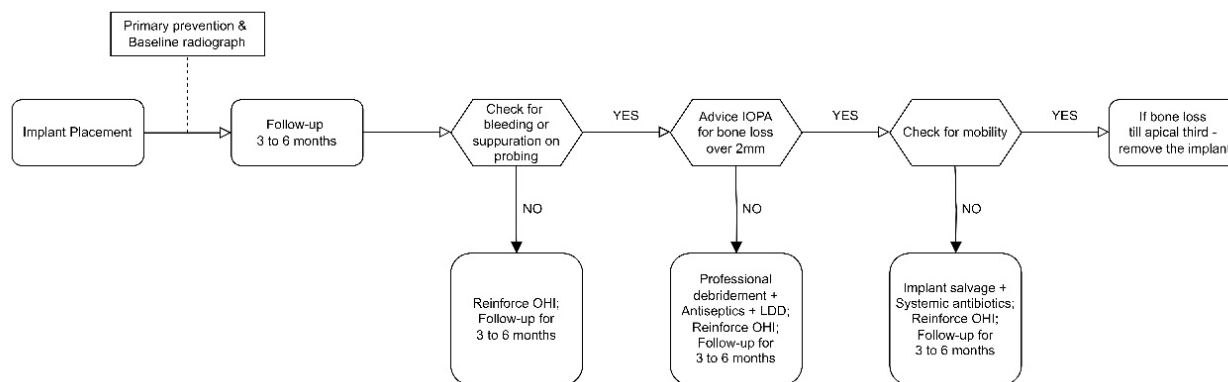 Primary prevention &
Baseline radiograph
Implant Placement
Follow-up
3 to 6 months
Check for
bleeding or
suppuration on
probing
YES
Advice IOPA
for bone loss
over 2mm
YES
Check for mobility
YES
If bone loss
till apical third -
remove the implant
NO
NO
NO
Reinforce OHI;
Follow-up for
3 to 6 months
Professional
debridement +
Antiseptics + LDD;
Reinforce OHI;
Follow-up for
3 to 6 months
Implant salvage +
Systemic antibiotics;
Reinforce OHI;
Follow-up for
3 to 6 months